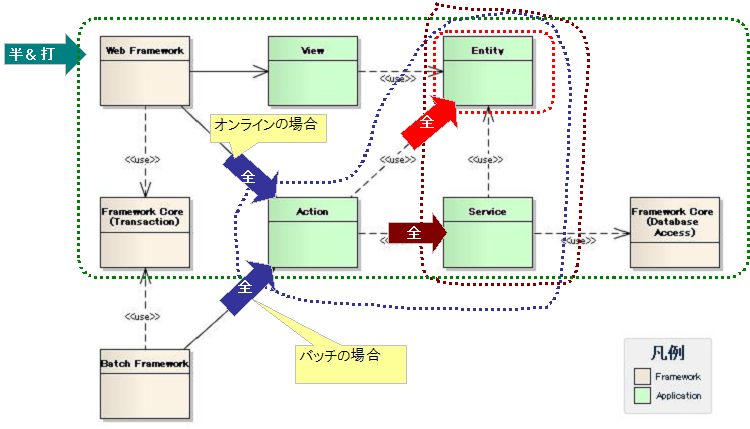 半& 打
Web Framework
View
Entity
<<use>>
オンラインの場合
全
<<use>>
<<use>>
<<use>>
全
Framework Core
(Transaction)
Action
全
Service
Framework Core
(Database
Access)
<<use>>
全
<<use>>
バッチの場合
Batch Framework
凡例
Framework
Application